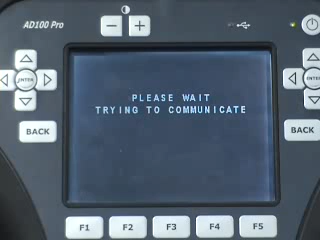 AD100 Pro
ENTER
ENTER
PLEASE WAIT
TRYING TO COMMUNICATE
BACK
BACK
F1 F2 F3 F4 F5